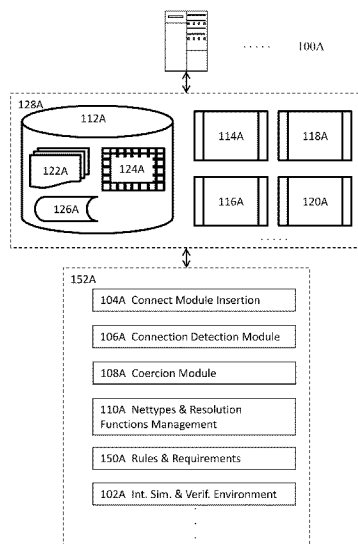 100A
128A
112A
114A
118A
122A
124A
126A
116A
120A
152A
104A Connect Module Insertion
106A Connection Detection Module
108A Coercion Module
110A Nettypes & Resolution
Functions Management
150A Rules & Requirements
102A Int. Sim. & Verif. Environment